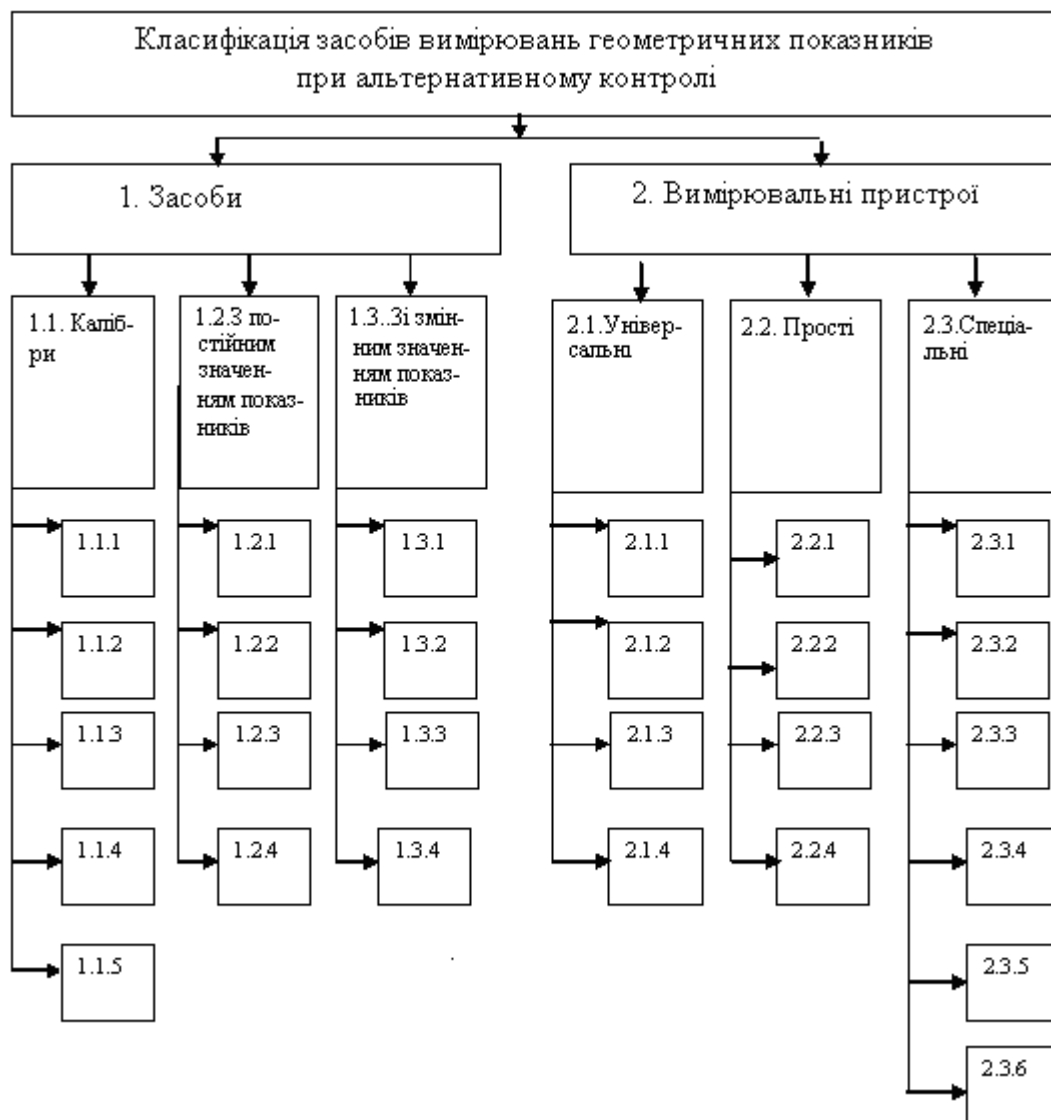 Класифікація засобів вимірювань геометричних показників
при альтернативному контролі
1. Засоби
2. Вимірювальні пристрої
1.1. Каліб-
ри
1.2.З по-
стійним
значен-
ням показ-
ників
1.3..Зі змін-
ним значен-
ням показ-
ників
2.1.Універ-
сальні
2.2. Прості
2.3.Спеціа-
льні
1.1.1
1.2.1
1.3.1
2.1.1
2.2.1
2.3.1
1.1.2
1.2.2
1.3.2
2.1.2
2.2.2
2.3.2
1.1.3
1.2.3
1.3.3
2.1.3
2.2.3
2.3.3
1.1.4
1.2.4
1.3.4
2.1.4
2.2.4
2.3.4
1.1.5
2.3.5
2.3.6